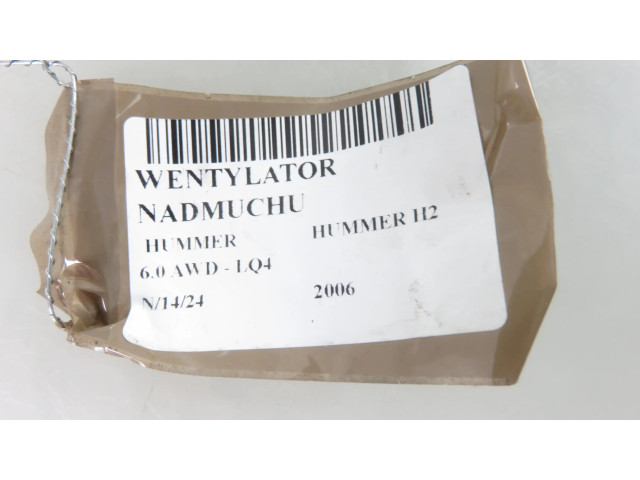 WENTYLATOR
NADMUCHU
HUMMER HUMMER H2
6.0 AWD - LQ4
N/14/24 2006